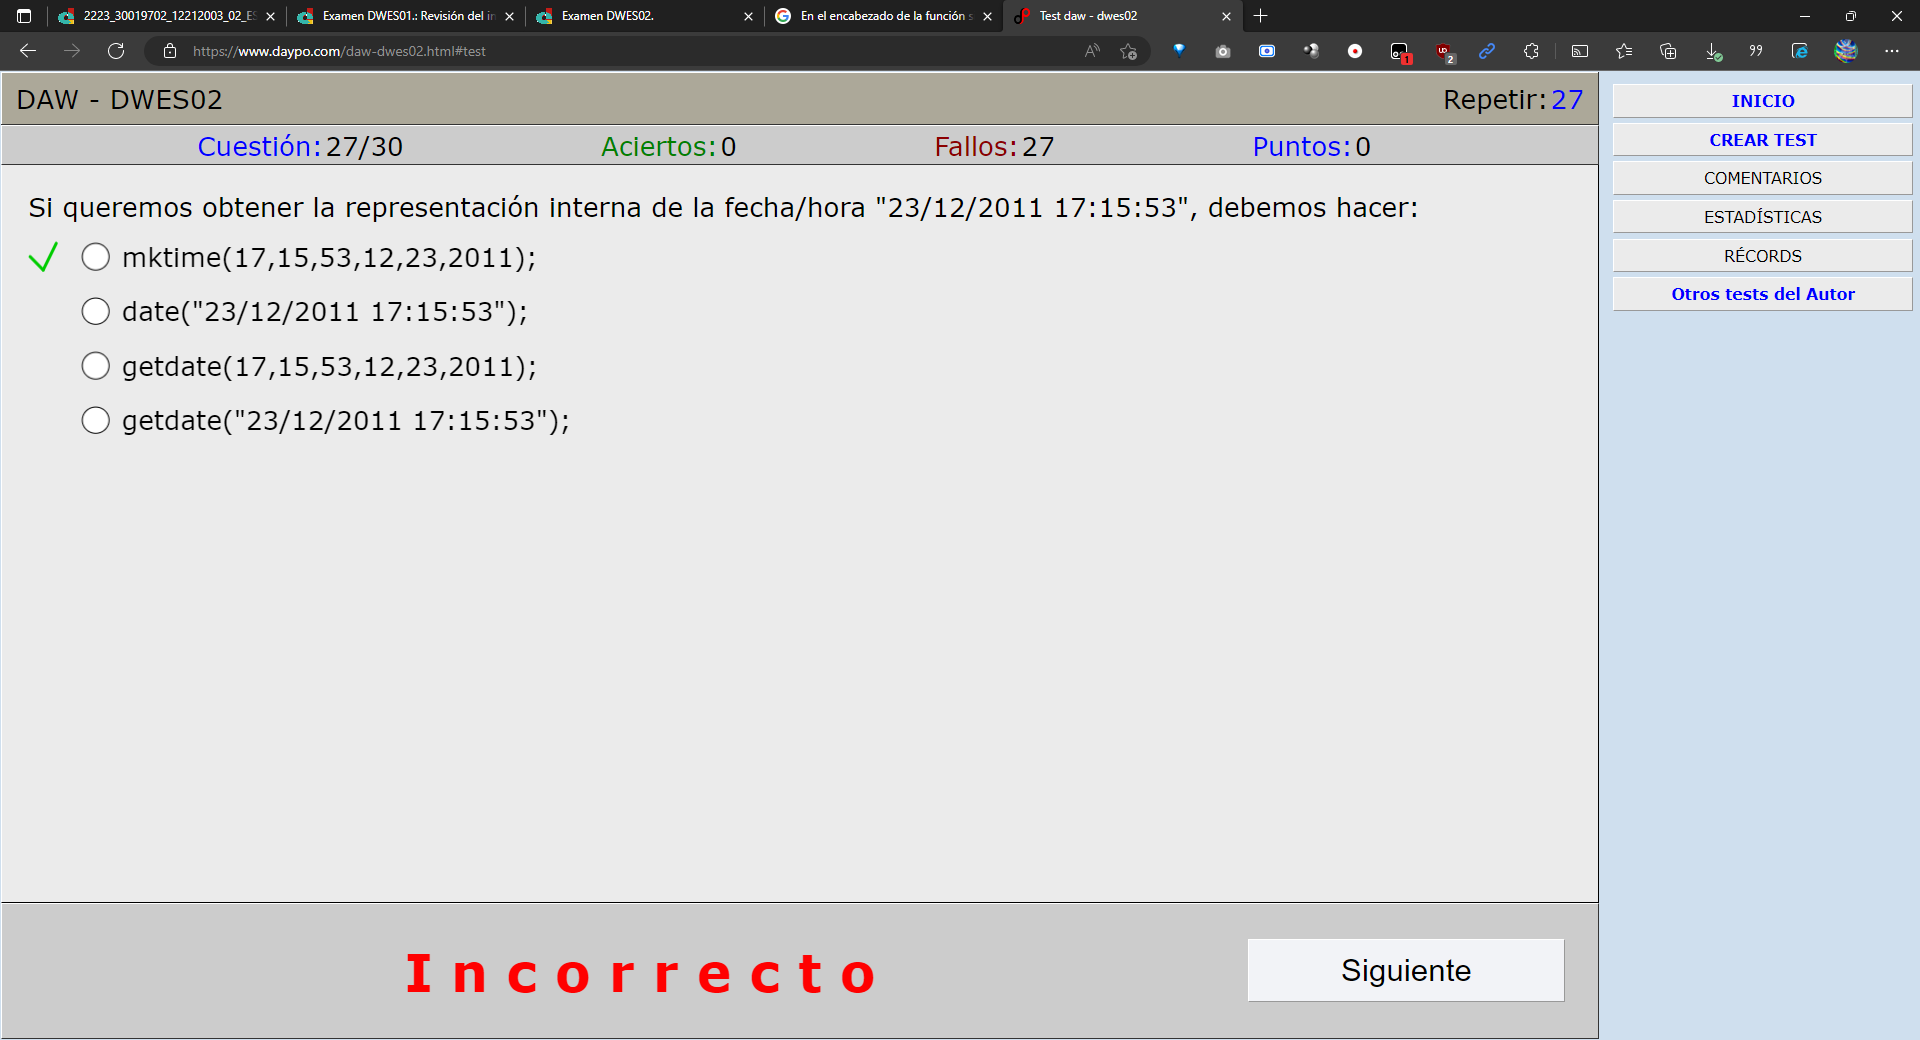 2223_30019702_12212003_02_ES
Examen DWES01.: Revisión del in
Examen DWES02.
En el encabezado de la función s
Test daw - dwes02
https://www.daypo.com/daw-dwes02.html#test
1
2
DAW - DWES02
Repetir:27
Cuestión:27/30
Aciertos:0
Fallos:27
Puntos:0
Si queremos obtener la representación interna de la fecha/hora "23/12/2011 17:15:53", debemos hacer:
mktime(17,15,53,12,23,2011);
date("23/12/2011 17:15:53");
getdate(17,15,53,12,23,2011);
getdate("23/12/2011 17:15:53");
Incorrecto
Siguiente
INICIO
CREAR TEST
COMENTARIOS
ESTADÍSTICAS
RÉCORDS
Otros tests del Autor